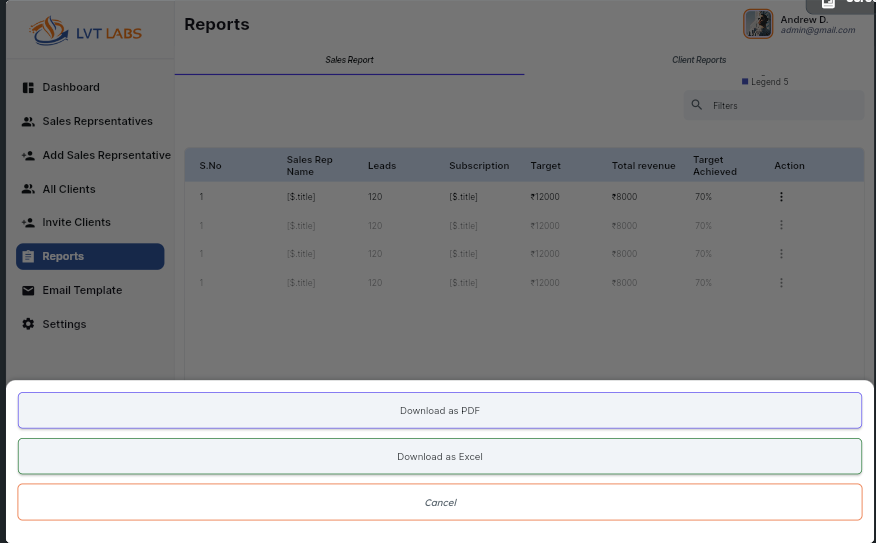 Reports
Andrew D.
admin@gmail.com
LVT LABS
Sales Report
Client Reports
Legend 5
Filters
Dashboard
Sales Reprsentatives
Add Sales Reprsentative
All Clients
Invite Clients
Reports
Email Template
Settings
S.No
Sales Rep
Name
Leads
Subscription
Target
Total revenue
Target
Achieved
Action
1 [$.title] 120 [$.title] ₹12000 ₹8000 70%
1 [$.title] 120 [$.title] ₹12000 ₹8000 70%
1 [$.title] 120 [$.title] ₹12000 ₹8000 70%
1 [$.title] 120 [$.title] ₹12000 ₹8000 70%
Download as PDF
Download as Excel
Cancel